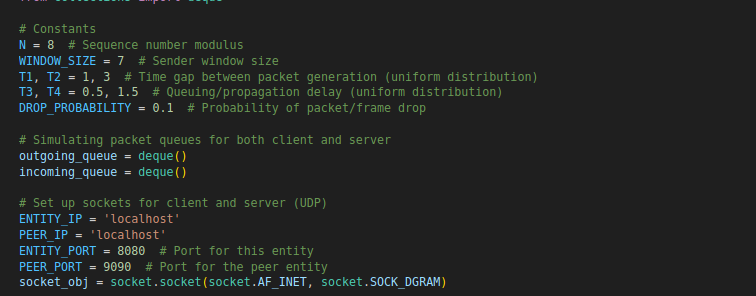 from collections import deque
# Constants
N = 8  # Sequence number modulus
WINDOW_SIZE = 7  # Sender window size
T1, T2 = 1, 3  # Time gap between packet generation (uniform distribution)
T3, T4 = 0.5, 1.5  # Queuing/propagation delay (uniform distribution)
DROP_PROBABILITY = 0.1  # Probability of packet/frame drop
# Simulating packet queues for both client and server
outgoing_queue = deque()
incoming_queue = deque()
# Set up sockets for client and server (UDP)
ENTITY_IP = 'localhost'
PEER_IP = 'localhost'
ENTITY_PORT = 8080  # Port for this entity
PEER_PORT = 9090  # Port for the peer entity
socket_obj = socket.socket(socket.AF_INET, socket.SOCK_DGRAM)